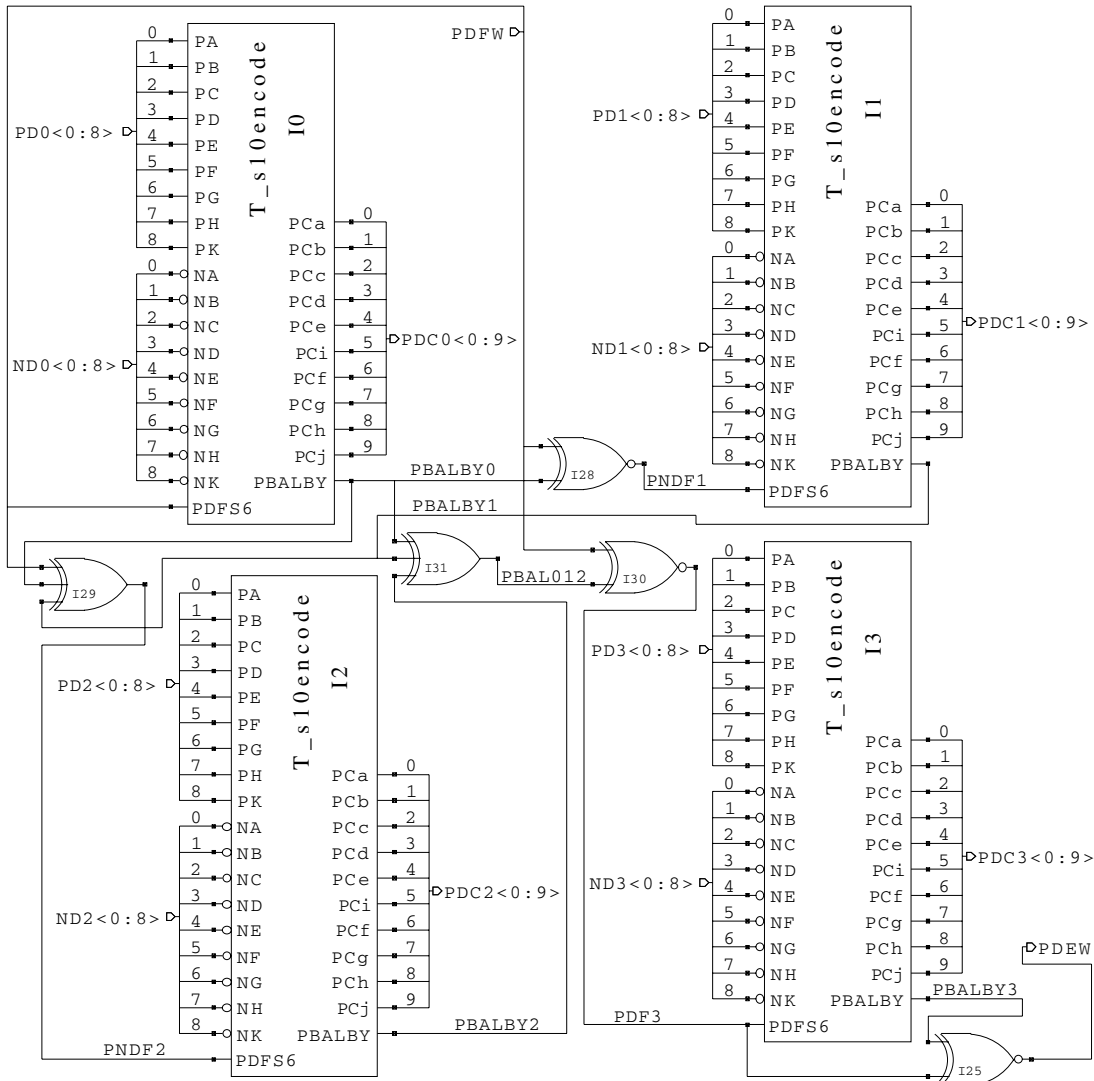 PDFW
T_s10encode
I0
PD0<0:8>
0 PA
1 PB
2 PC
3 PD
4 PE
5 PF
6 PG
7 PH
8 PK
ND0<0:8>
0 NA
1 NB
2 NC
3 ND
4 NE
5 NF
6 NG
7 NH
8 NK
PDFS6
PCa 0
PCb 1
PCc 2
PCd 3
PCe 4
PCi 5
PCf 6
PCg 7
PCh 8
PCj 9
PBALBY
PDC0<0:9>
T_s10encode
I1
PD1<0:8>
0 PA
1 PB
2 PC
3 PD
4 PE
5 PF
6 PG
7 PH
8 PK
ND1<0:8>
0 NA
1 NB
2 NC
3 ND
4 NE
5 NF
6 NG
7 NH
8 NK
PDFS6
PCa 0
PCb 1
PCc 2
PCd 3
PCe 4
PCi 5
PCf 6
PCg 7
PCh 8
PCj 9
PBALBY
PDC1<0:9>
PBALBY0
I28
PNDF1
PBALBY1
I29
I31
PBAL012
I30
T_s10encode
I2
PD2<0:8>
0 PA
1 PB
2 PC
3 PD
4 PE
5 PF
6 PG
7 PH
8 PK
ND2<0:8>
0 NA
1 NB
2 NC
3 ND
4 NE
5 NF
6 NG
7 NH
8 NK
PNDF2
PDFS6
PCa 0
PCb 1
PCc 2
PCd 3
PCe 4
PCi 5
PCf 6
PCg 7
PCh 8
PCj 9
PBALBY
PBALBY2
PDC2<0:9>
T_s10encode
I3
PD3<0:8>
0 PA
1 PB
2 PC
3 PD
4 PE
5 PF
6 PG
7 PH
8 PK
ND3<0:8>
0 NA
1 NB
2 NC
3 ND
4 NE
5 NF
6 NG
7 NH
8 NK
PDF3
PDFS6
PCa 0
PCb 1
PCc 2
PCd 3
PCe 4
PCi 5
PCf 6
PCg 7
PCh 8
PCj 9
PBALBY
PBALBY3
PDC3<0:9>
PDEW
I25